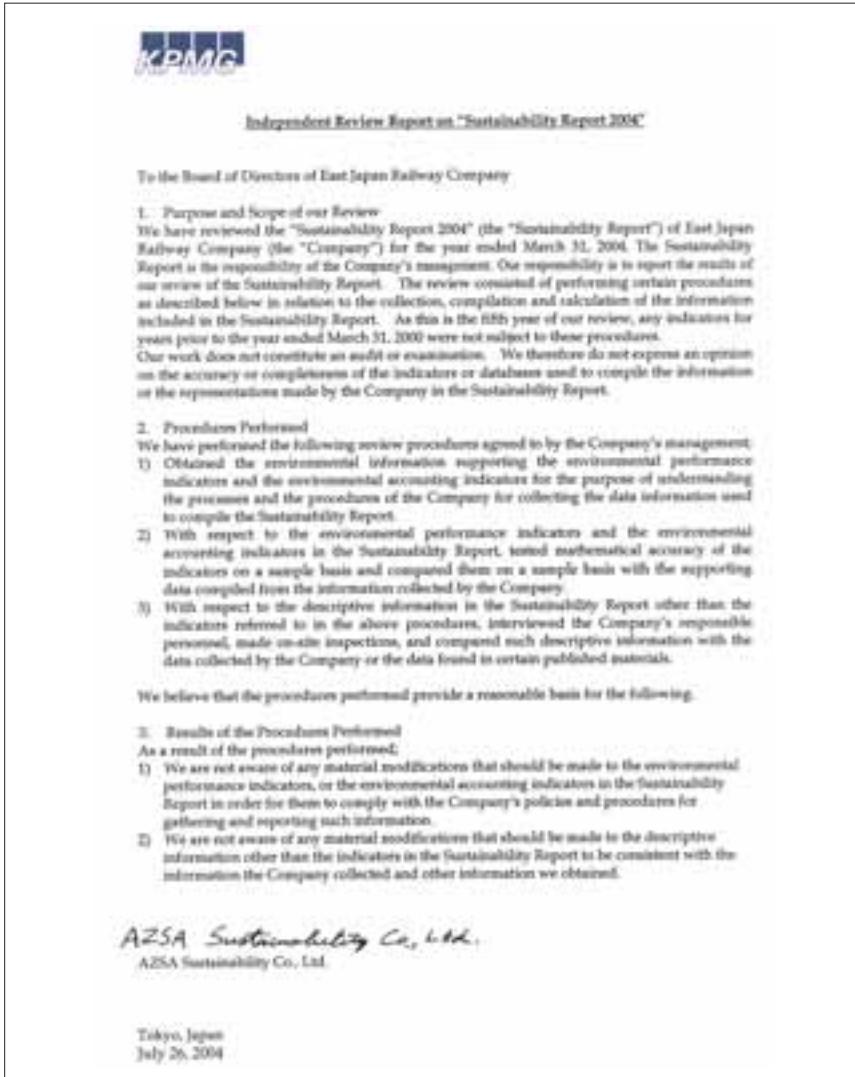 KPMG
Independent Review Report on "Sustainability Report 2004"
To the Board of Directors of East Japan Railway Company
1. Purpose and Scope of our Review
We have reviewed the "Sustainability Report 2004" (the "Sustainability Report") of East Japan
Railway Company (the "Company") for the year ended March 31, 2004. The Sustainability
Report is the responsibility of the Company's management. Our responsibility is to report the results of
our review of the Sustainability Report. The review consisted of performing certain procedures
as described below in relation to the collection, compilation and calculation of the information
included in the Sustainability Report. As this is the fifth year of our review, any indicators for
years prior to the year ended March 31, 2000 were not subject to these procedures.
Our work does not constitute an audit or examination. We therefore do not express an opinion
on the accuracy or completeness of the indicators or databases used to compile the information
or the representations made by the Company in the Sustainability Report.
2. Procedures Performed
We have performed the following review procedures agreed to by the Company's management;
1) Obtained the environmental information supporting the environmental performance
indicators and the environmental accounting indicators for the purpose of understanding
the processes and the procedures of the Company for collecting the data information used
to compile the Sustainability Report.
2) With respect to the environmental performance indicators and the environmental
accounting indicators in the Sustainability Report, tested mathematical accuracy of the
indicators on a sample basis and compared them on a sample basis with the supporting
data compiled from the information collected by the Company.
3) With respect to the descriptive information in the Sustainability Report other than the
indicators referred to in the above procedures, interviewed the Company's responsible
personnel, made on-site inspections, and compared such descriptive information with the
data collected by the Company or the data found in certain published materials.
We believe that the procedures performed provide a reasonable basis for the following.
3. Results of the Procedures Performed
As a result of the procedures performed;
1) We are not aware of any material modifications that should be made to the environmental
performance indicators, or the environmental accounting indicators in the Sustainability
Report in order for them to comply with the Company's policies and procedures for
gathering and reporting such information.
2) We are not aware of any material modifications that should be made to the descriptive
information other than the indicators in the Sustainability Report to be consistent with the
information the Company collected and other information we obtained.
AZSA Sustainability Co, Ltd.
AZSA Sustainability Co., Ltd.
Tokyo, Japan
July 26, 2004